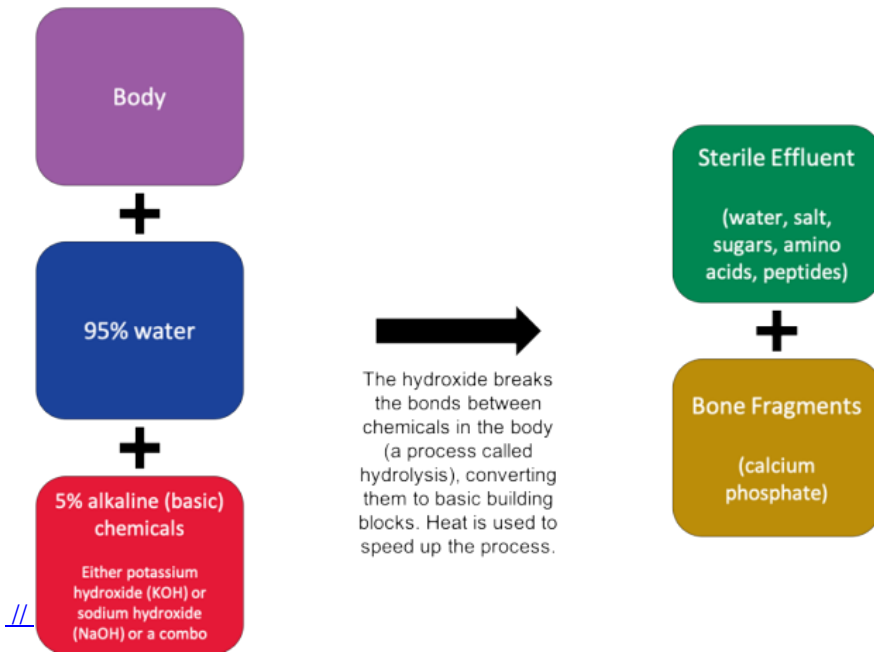 Body
+
95% water
+
5% alkaline (basic)
chemicals
Either potassium
hydroxide (KOH) or
sodium hydroxide
(NaOH) or a combo
//
The hydroxide breaks
the bonds between
chemicals in the body
(a process called
hydrolysis), converting
them to basic building
blocks. Heat is used to
speed up the process.
Sterile Effluent
(water, salt,
sugars, amino
acids, peptides)
+
Bone Fragments
(calcium
phosphate)